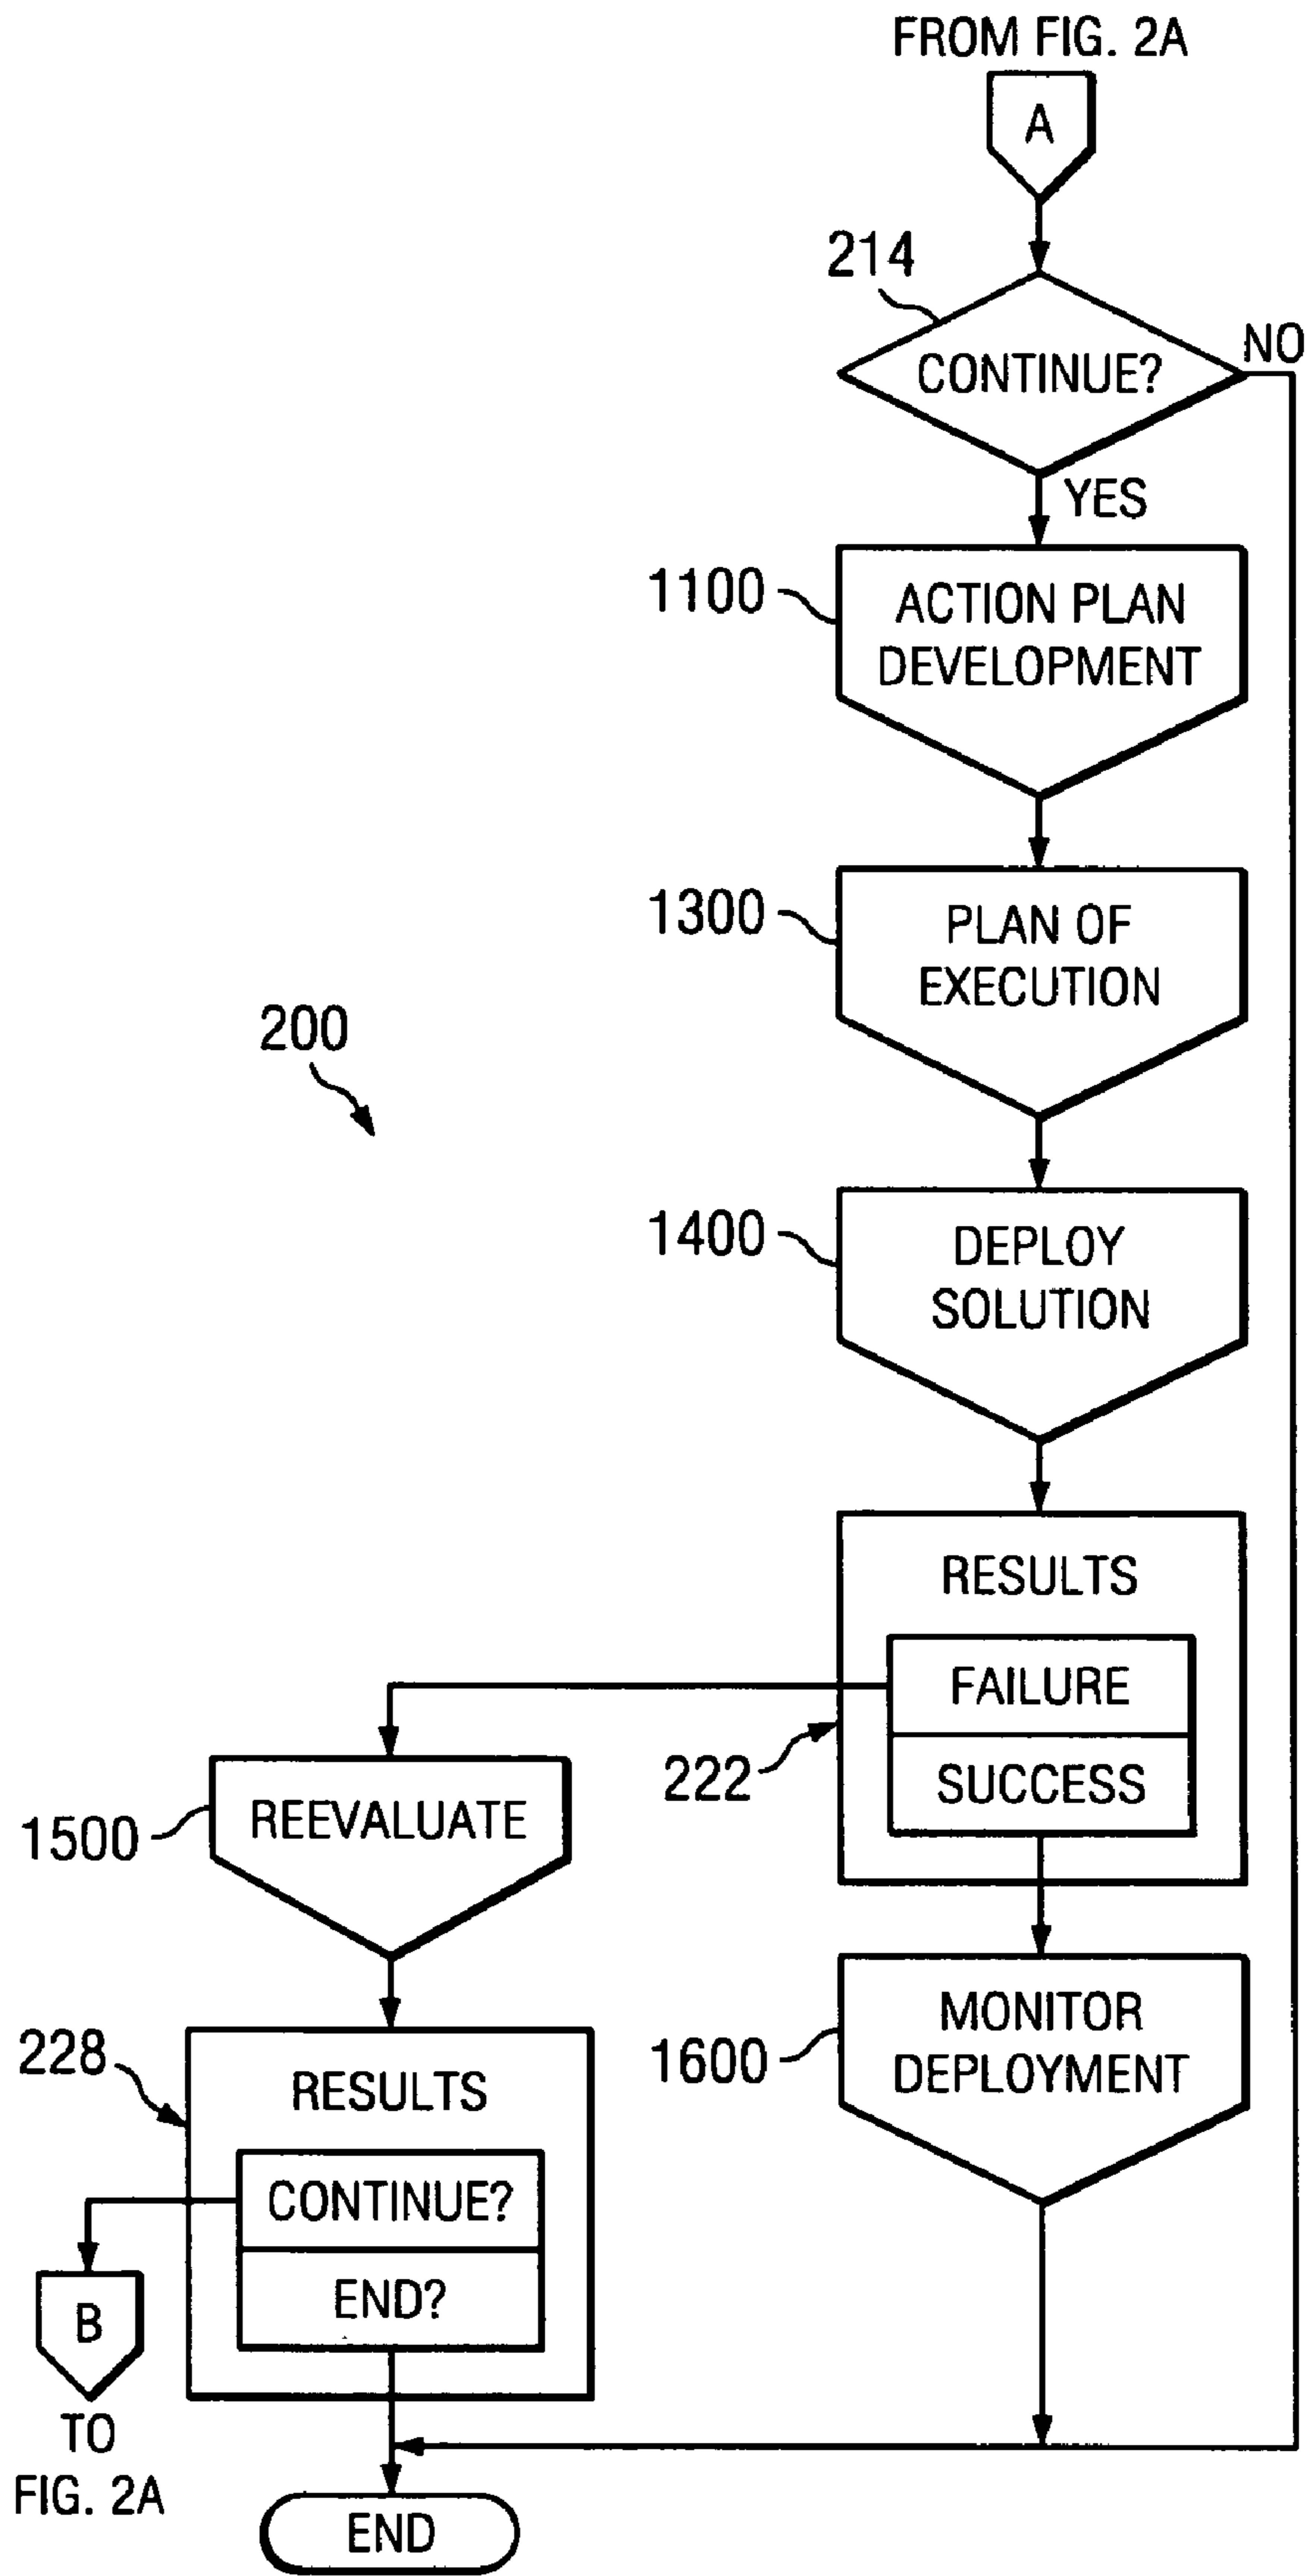 FROM FIG. 2A
A
214
CONTINUE?
NO
YES
1100
ACTION PLAN
DEVELOPMENT
1300
PLAN OF
EXECUTION
200
1400
DEPLOY
SOLUTION
RESULTS
FAILURE
SUCCESS
222
1500
REEVALUATE
1600
MONITOR
DEPLOYMENT
228
RESULTS
CONTINUE?
END?
B
TO
FIG. 2A
END